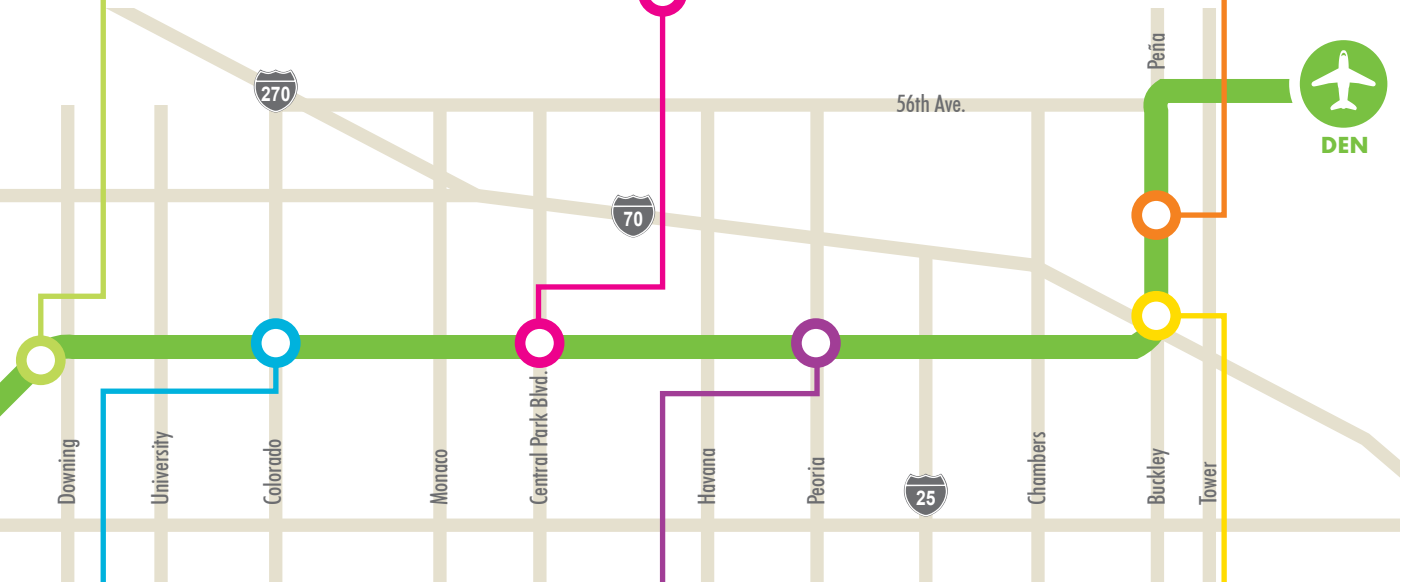 Peña
270
56th Ave.
DEN
70
Downing
University
Colorado
Monaco
Central Park Blvd.
Havana
Peoria
25
Chambers
Buckley
Tower